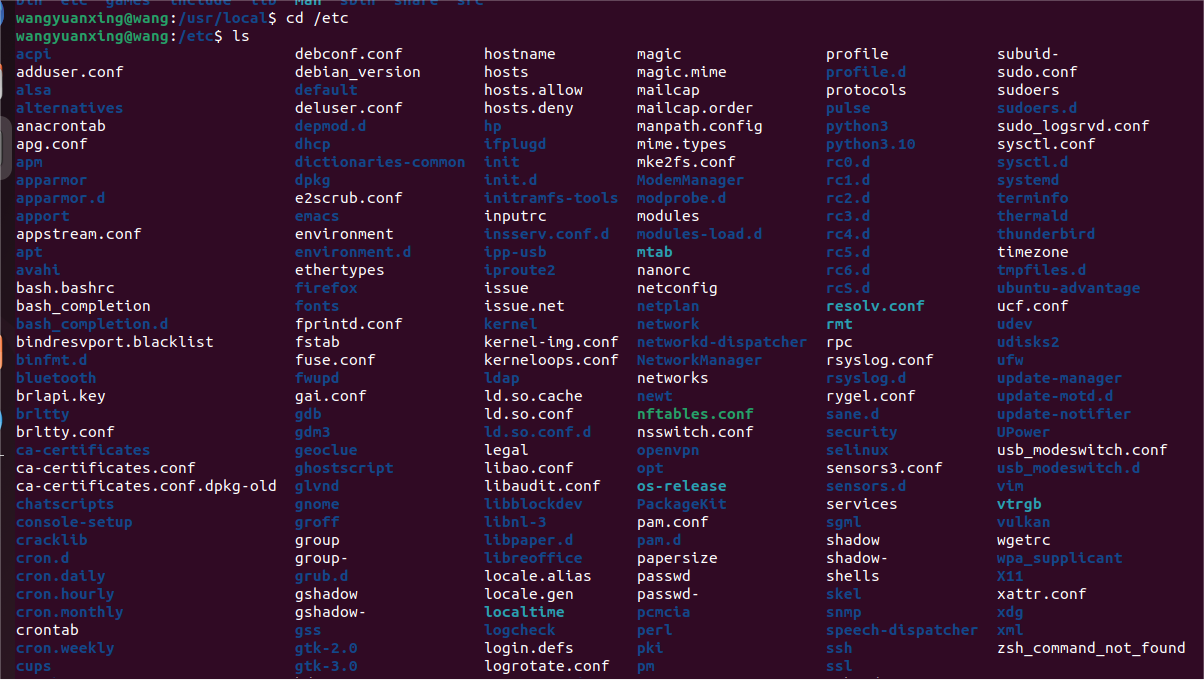 bin etc games include lib man sbin share src
wangyuanxing@wang:/usr/local$ cd /etc
wangyuanxing@wang:/etc$ ls
acpi debconf.conf hostname magic profile subuid-
adduser.conf debian_version hosts magic.mime profile.d sudo.conf
alsa default hosts.allow mailcap protocols sudoers
alternatives deluser.conf hosts.deny mailcap.order pulse sudoers.d
anacrontab depmod.d hp manpath.config python3 sudo_logsrvd.conf
apg.conf dhcp ifplugd mime.types python3.10 sysctl.conf
apm dictionaries-common init mke2fs.conf rc0.d sysctl.d
apparmor dpkg init.d ModemManager rc1.d systemd
apparmor.d e2scrub.conf initramfs-tools modprobe.d rc2.d terminfo
apport emacs inputrc modules rc3.d thermald
appstream.conf environment insserv.conf.d modules-load.d rc4.d thunderbird
apt environment.d ipp-usb mtab rc5.d timezone
avahi ethertypes iproute2 nanorc rc6.d tmpfiles.d
bash.bashrc firefox issue netconfig rcS.d ubuntu-advantage
bash_completion fonts issue.net netplan resolv.conf ucf.conf
bash_completion.d fprintd.conf kernel network rmt udev
bindresvport.blacklist fstab kernel-img.conf networkd-dispatcher rpc udisks2
binfmt.d fuse.conf kerneloops.conf NetworkManager rsyslog.conf ufw
bluetooth fwupd ldap networks rsyslog.d update-manager
brlapi.key gai.conf ld.so.cache newt rygel.conf update-motd.d
brltty gdb ld.so.conf nftables.conf sane.d update-notifier
brltty.conf gdm3 ld.so.conf.d nsswitch.conf security UPower
ca-certificates geoclue legal openvpn selinux usb_modeswitch.conf
ca-certificates.conf ghostscript libao.conf opt sensors3.conf usb_modeswitch.d
ca-certificates.conf.dpkg-old glvnd libaudit.conf os-release sensors.d vim
chatscripts gnome libblockdev PackageKit services vtrgb
console-setup groff libnl-3 pam.conf sgml vulkan
cracklib group libpaper.d pam.d shadow wgetrc
cron.d group- libreoffice papersize shadow- wpa_supplicant
cron.daily grub.d locale.alias passwd shells X11
cron.hourly gshadow locale.gen passwd- skel xattr.conf
cron.monthly gshadow- localtime pcmcia snmp xdg
crontab gss logcheck perl speech-dispatcher xml
cron.weekly gtk-2.0 login.defs pki ssh zsh_command_not_found
cups gtk-3.0 logrotate.conf pm ssl